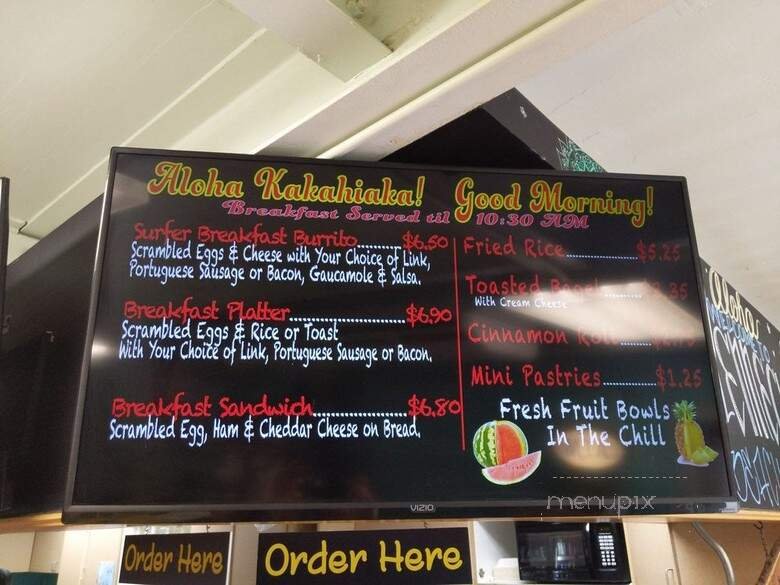 Aloha Kakahiaka! Good Morning!
Breakfast Served til 10:30 AM
Surfer Breakfast Burrito............$6.50
Scrambled Eggs & Cheese with Your Choice of Link,
Portuguese Sausage or Bacon, Gaucamole & Salsa.
Breakfast Platter............................$6.90
Scrambled Eggs & Rice or Toast
With Your Choice of Link, Portuguese Sausage or Bacon.
Breakfast Sandwich......................$6.80
Scrambled Egg, Ham & Cheddar Cheese on Bread.
Fried Rice......................$5.25
Toasted Bagel
With Cream Cheese
Cinnamon Roll
Mini Pastries................$1.25
Fresh Fruit Bowls
In The Chill
menupix
VIZIO
Order Here
Order Here
aloha